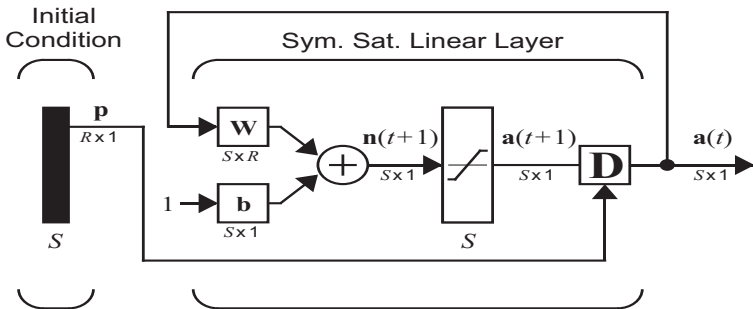 Initial
Condition
Sym. Sat. Linear Layer
p
R x 1
S
W
S x R
1
b
S x 1
n(t+1)
S x 1
S
a(t+1)
S x 1
D
a(t)
S x 1